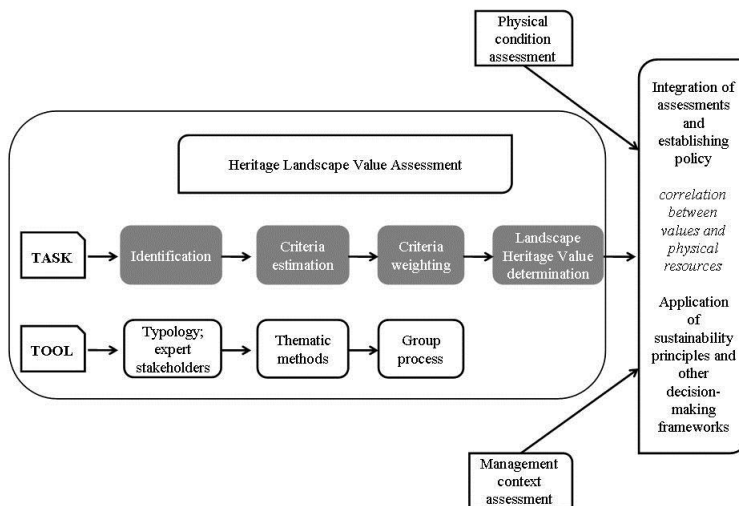 Physical
condition
assessment
Heritage Landscape Value Assessment
TASK
Identification
Criteria
estimation
Criteria
weighting
Landscape
Heritage Value
determination
TOOL
Typology;
expert
stakeholders
Thematic
methods
Group
process
Integration of
assessments
and
establishing
policy
correlation
between
values and
physical
resources
Application
of
sustainability
principles and
other
decision-
making
frameworks
Management
context
assessment